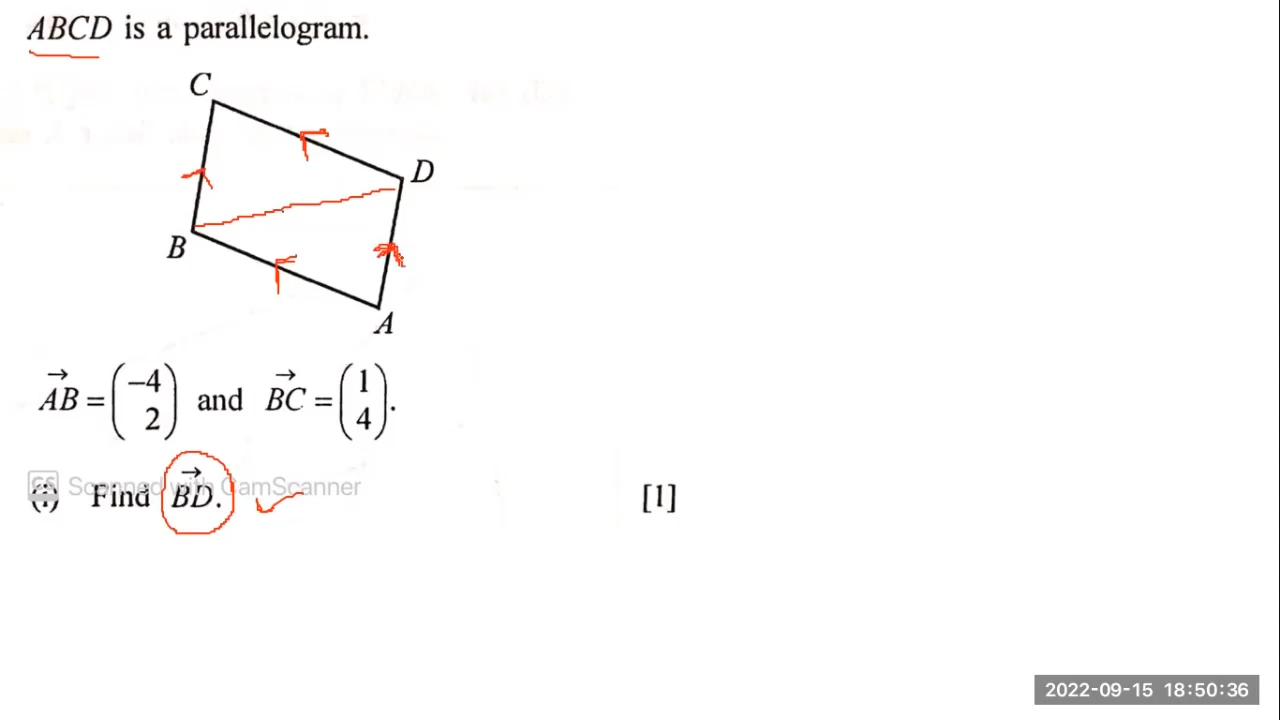 ABCD is a parallelogram.
C
D
B
A
→AB = (−4 2) and →BC = (1 4).
CS Scanned with CamScanner
(i) Find →BD. [1]
2022-09-15 18:50:36